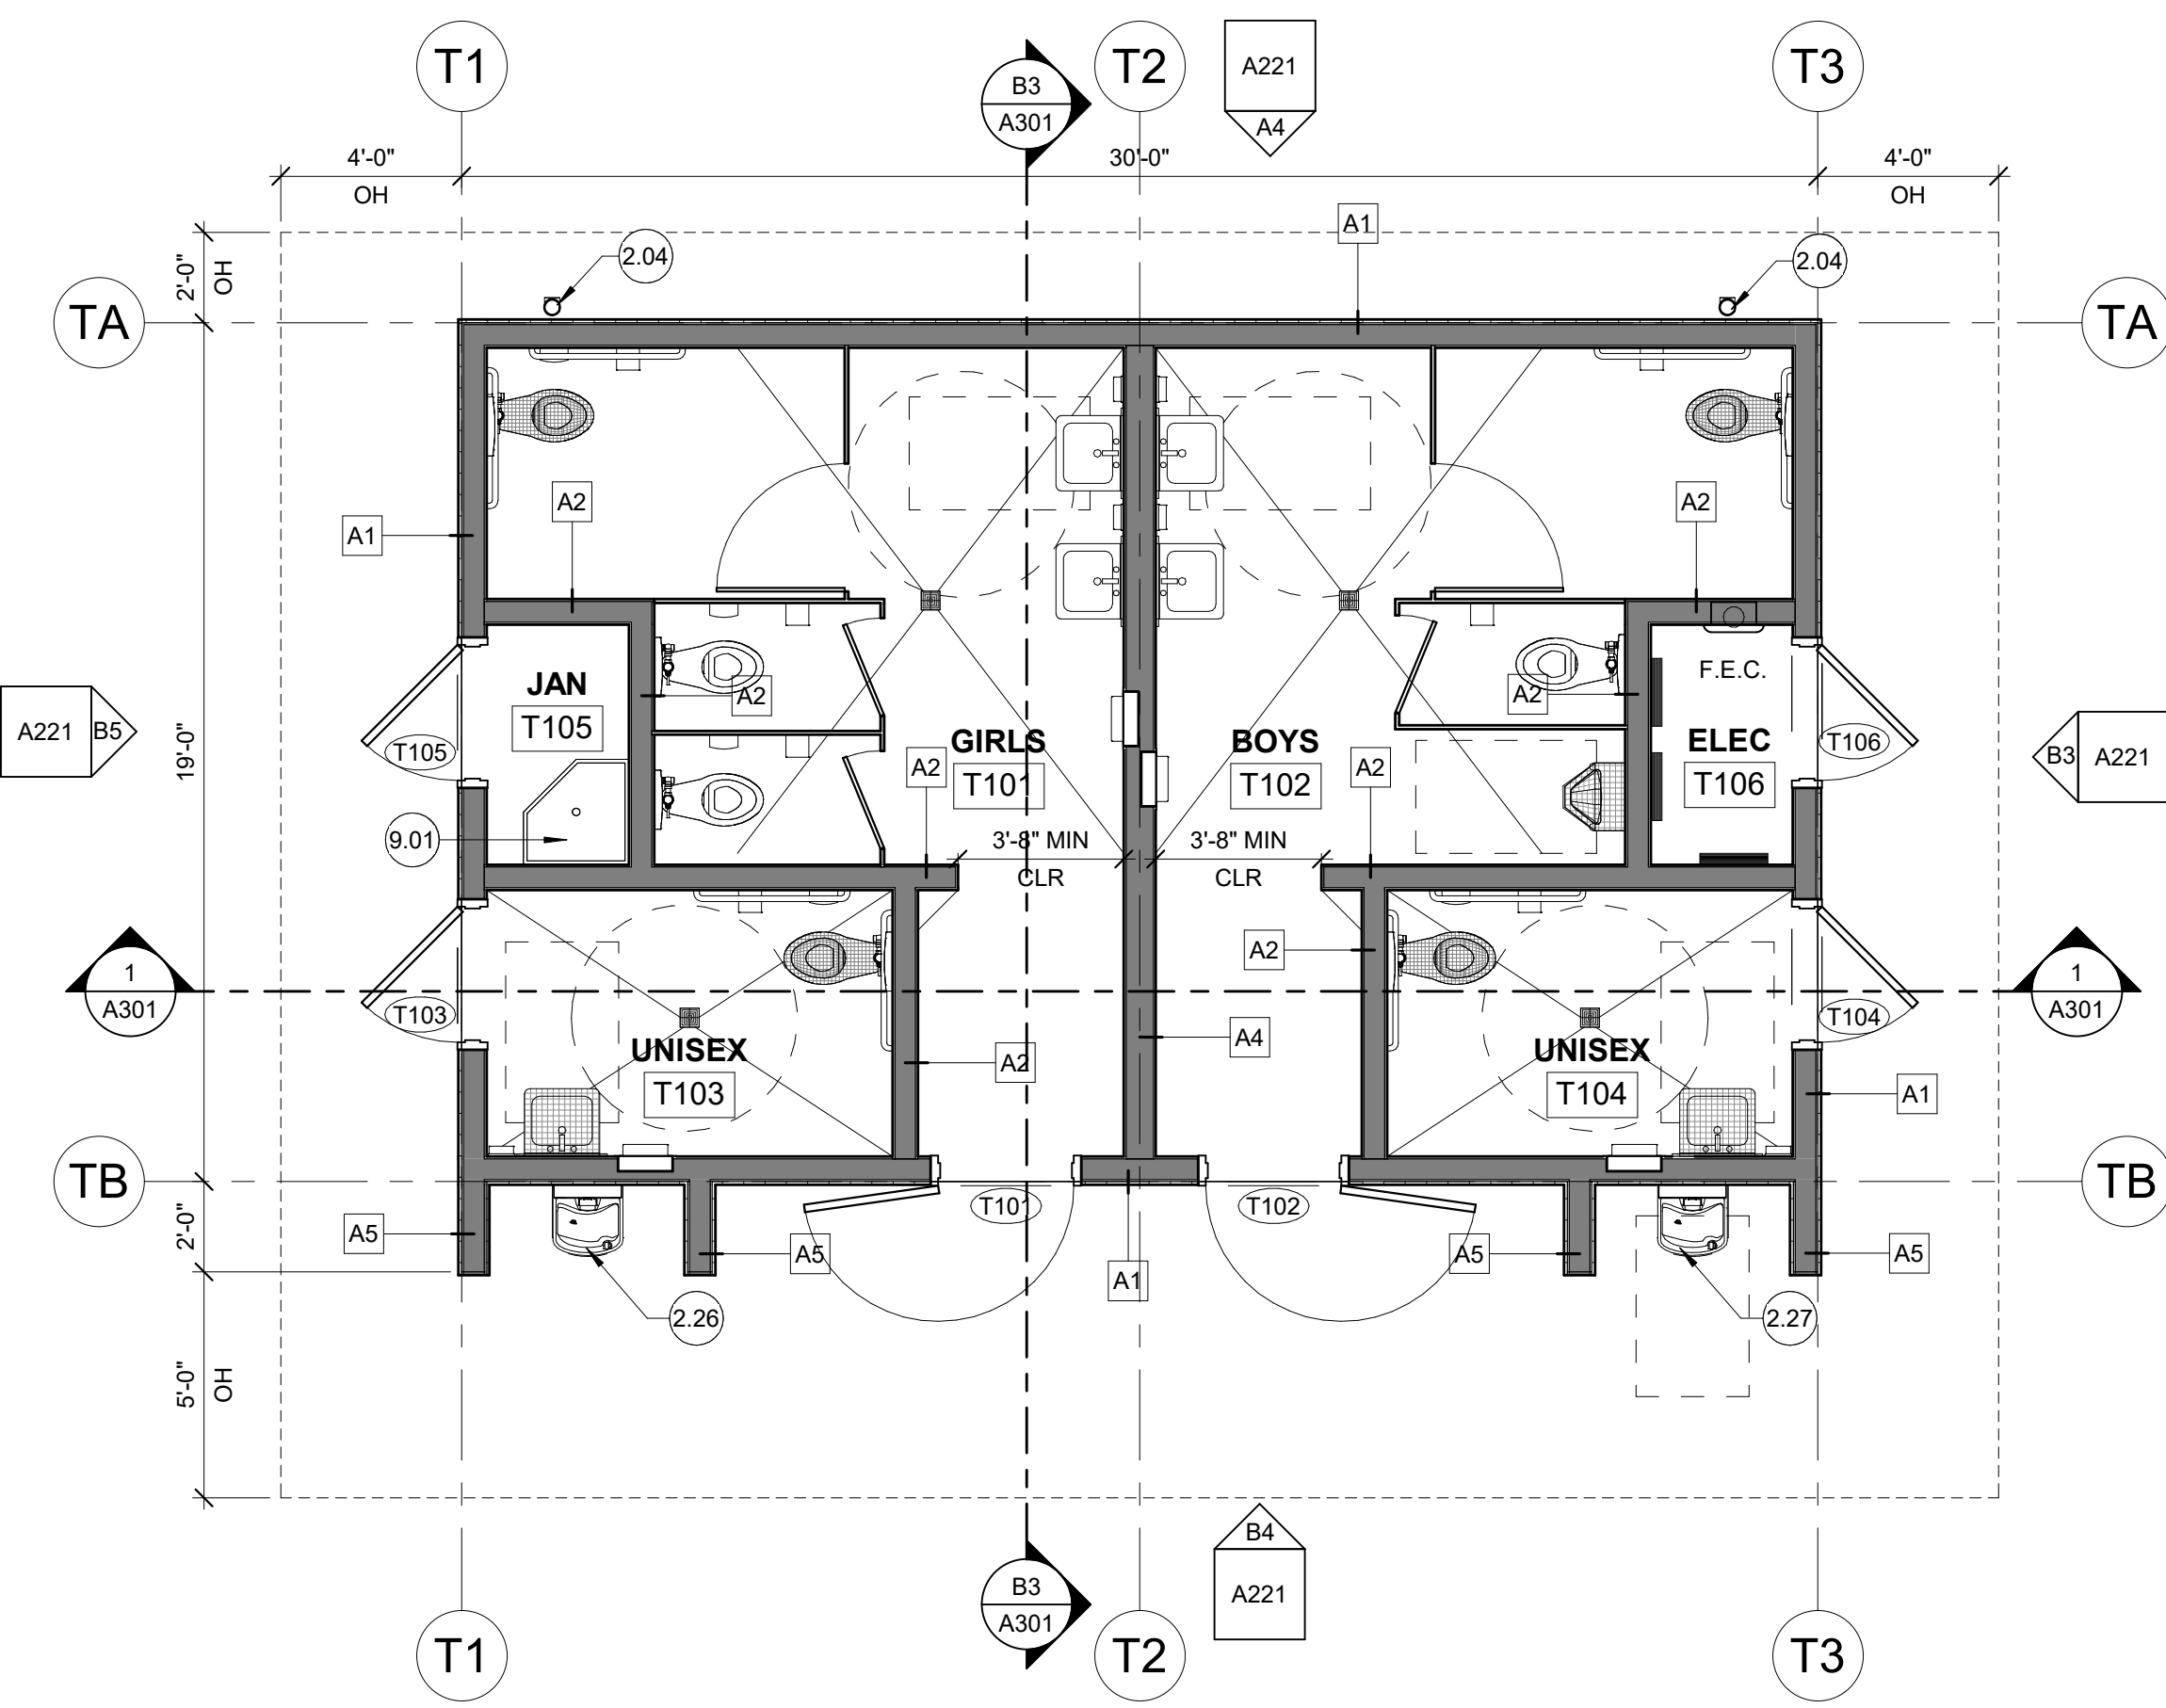 T1
T2
T3
A221
A4
B3
A301
4'-0"
OH
30'-0"
4'-0"
OH
A1
2.04
2.04
2'-0"
OH
TA
TA
A1
A2
A2
JAN
T105
A2
A2
F.E.C.
ELEC
T106
A221
B5
T105
19'-0"
GIRLS
T101
BOYS
T102
A2
A2
T106
B3
A221
9.01
3'-8" MIN
CLR
3'-8" MIN
CLR
1
A301
T103
A2
T104
1
A301
UNISEX
T103
A2
A4
UNISEX
T104
A1
TB
TB
2'-0"
A5
A5
T101
T102
A1
A5
A5
2.26
2.27
5'-0"
OH
B3
A301
B4
A221
T1
T2
T3